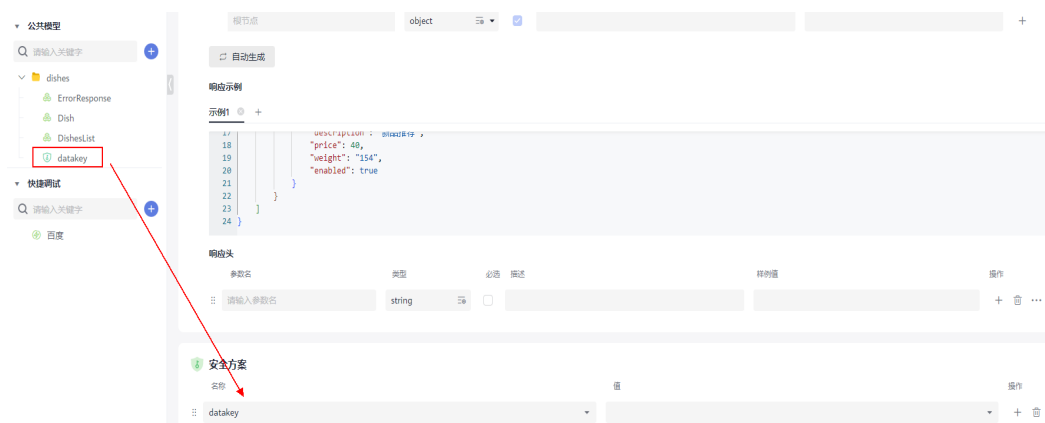 公共模型
请输入关键字
dishes
ErrorResponse
Dish
DishesList
datakey
快捷调试
请输入关键字
百度
根节点 object
自动生成
响应示例
示例1
17 "description": "新品推荐",
18 "price": 40,
19 "weight": "154",
20 "enabled": true
21 }
22 }
23 ]
24 }
响应头
参数名 类型 必选 描述 样例值 操作
请输入参数名 string
安全方案
名称 值 操作
datakey